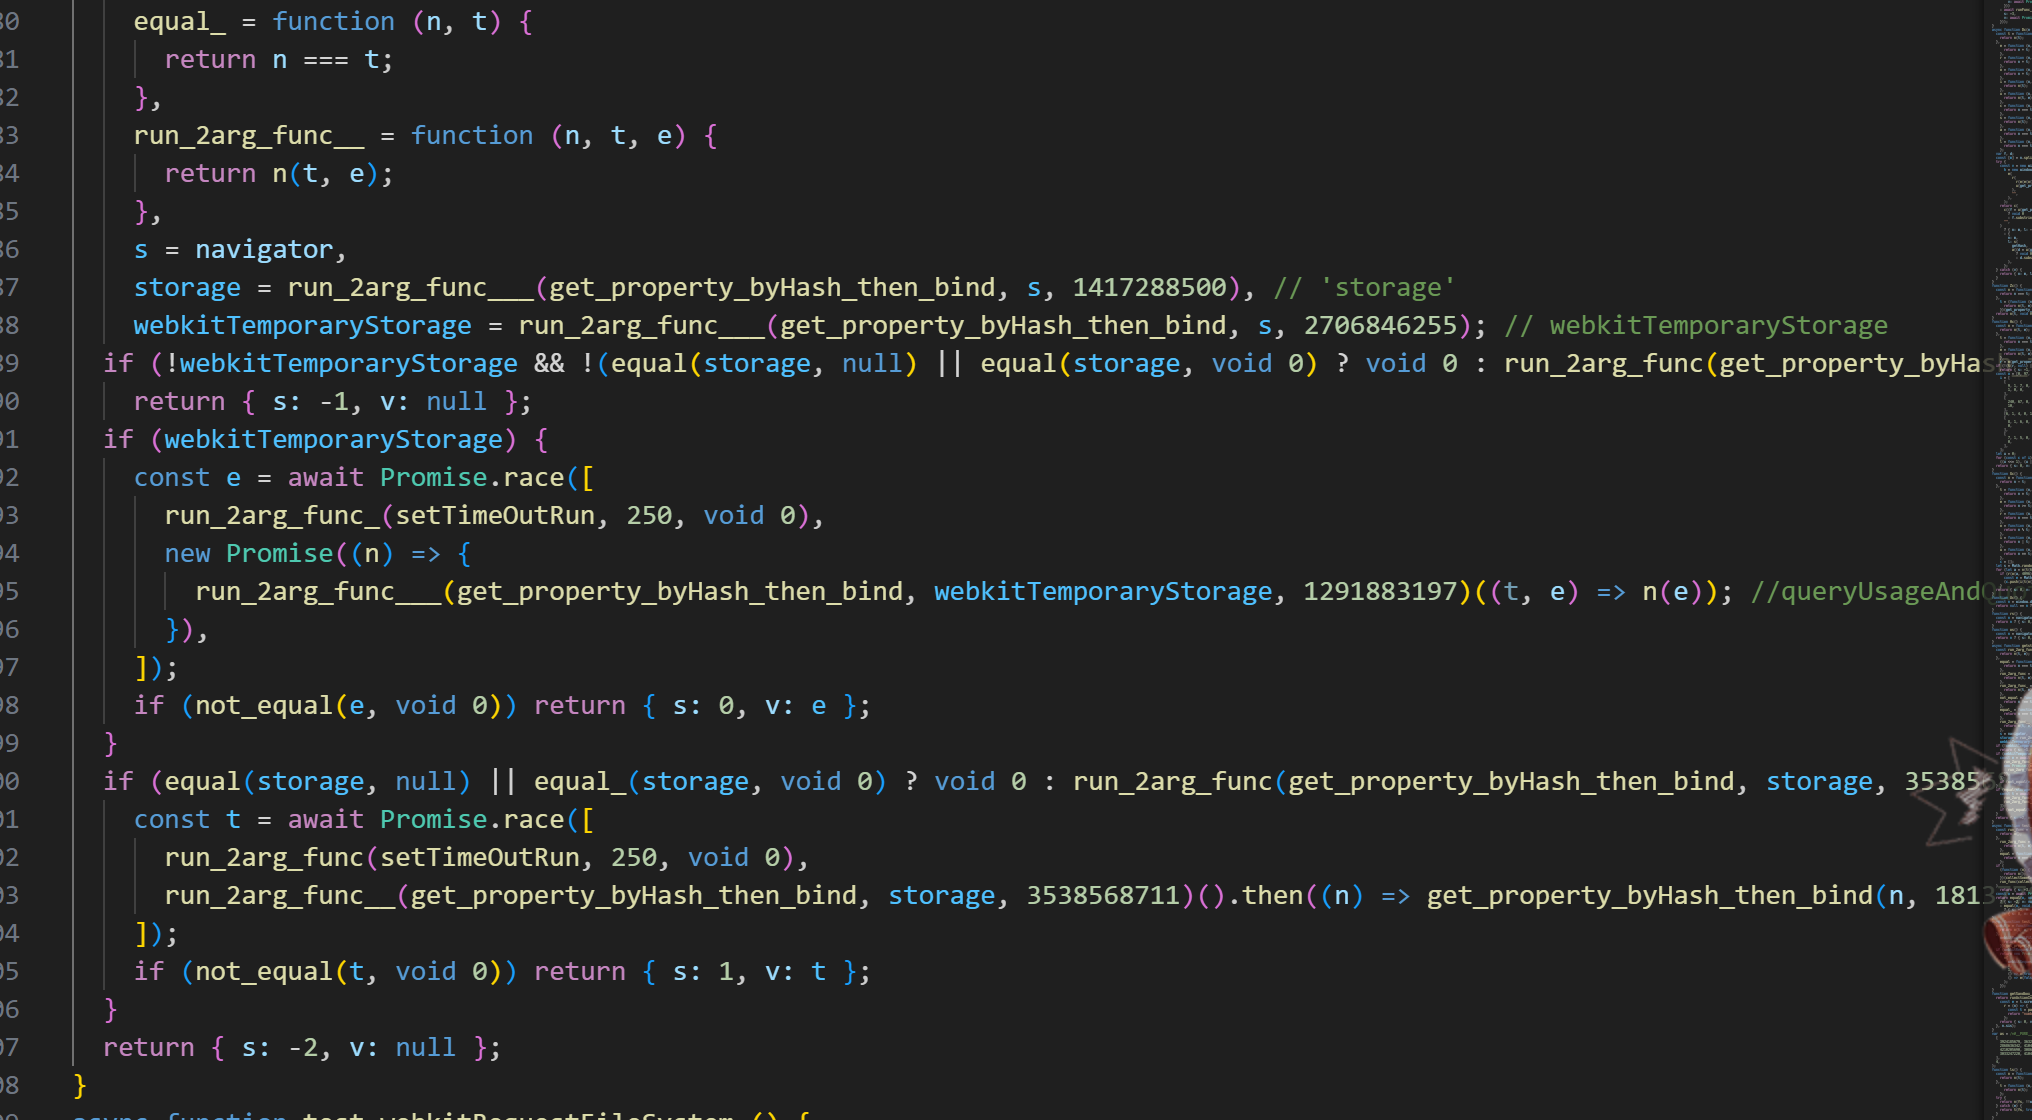 30 equal_ = function (n, t) {
31 return n === t;
32 },
33 run_2arg_func__ = function (n, t, e) {
34 return n(t, e);
35 },
36 s = navigator,
37 storage = run_2arg_func___(get_property_byHash_then_bind, s, 1417288500), // 'storage'
38 webkitTemporaryStorage = run_2arg_func___(get_property_byHash_then_bind, s, 2706846255); // webkitTemporaryStorage
39 if (!webkitTemporaryStorage && !(equal(storage, null) || equal(storage, void 0) ? void 0 : run_2arg_func(get_property_byHas
90 return { s: -1, v: null };
91 if (webkitTemporaryStorage) {
92 const e = await Promise.race([
93 run_2arg_func_(setTimeOutRun, 250, void 0),
94 new Promise((n) => {
95 run_2arg_func___(get_property_byHash_then_bind, webkitTemporaryStorage, 1291883197)((t, e) => n(e)); //queryUsageAnd
96 }),
97 ]);
98 if (not_equal(e, void 0)) return { s: 0, v: e };
99 }
00 if (equal(storage, null) || equal_(storage, void 0) ? void 0 : run_2arg_func(get_property_byHash_then_bind, storage, 35385
01 const t = await Promise.race([
02 run_2arg_func(setTimeOutRun, 250, void 0),
03 run_2arg_func__(get_property_byHash_then_bind, storage, 3538568711)().then((n) => get_property_byHash_then_bind(n, 181
04 ]);
05 if (not_equal(t, void 0)) return { s: 1, v: t };
06 }
07 return { s: -2, v: null };
08 }
async function test_webkitRequestFileSystem_() {